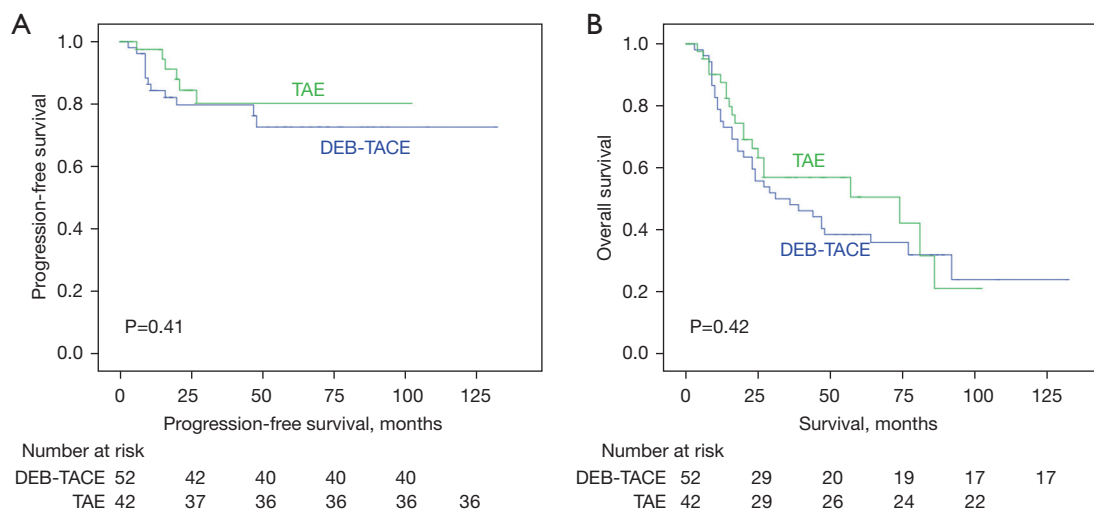 A
1.0
0.8
0.6
0.4
0.2
0.0
Progression-free survival
TAE
DEB-TACE
P=0.41
0 25 50 75 100 125
Progression-free survival, months
Number at risk
DEB-TACE 52 42 40 40 40
TAE 42 37 36 36 36 36
B
1.0
0.8
0.6
0.4
0.2
0.0
Overall survival
TAE
DEB-TACE
P=0.42
0 25 50 75 100 125
Survival, months
Number at risk
DEB-TACE 52 29 20 19 17 17
TAE 42 29 26 24 22